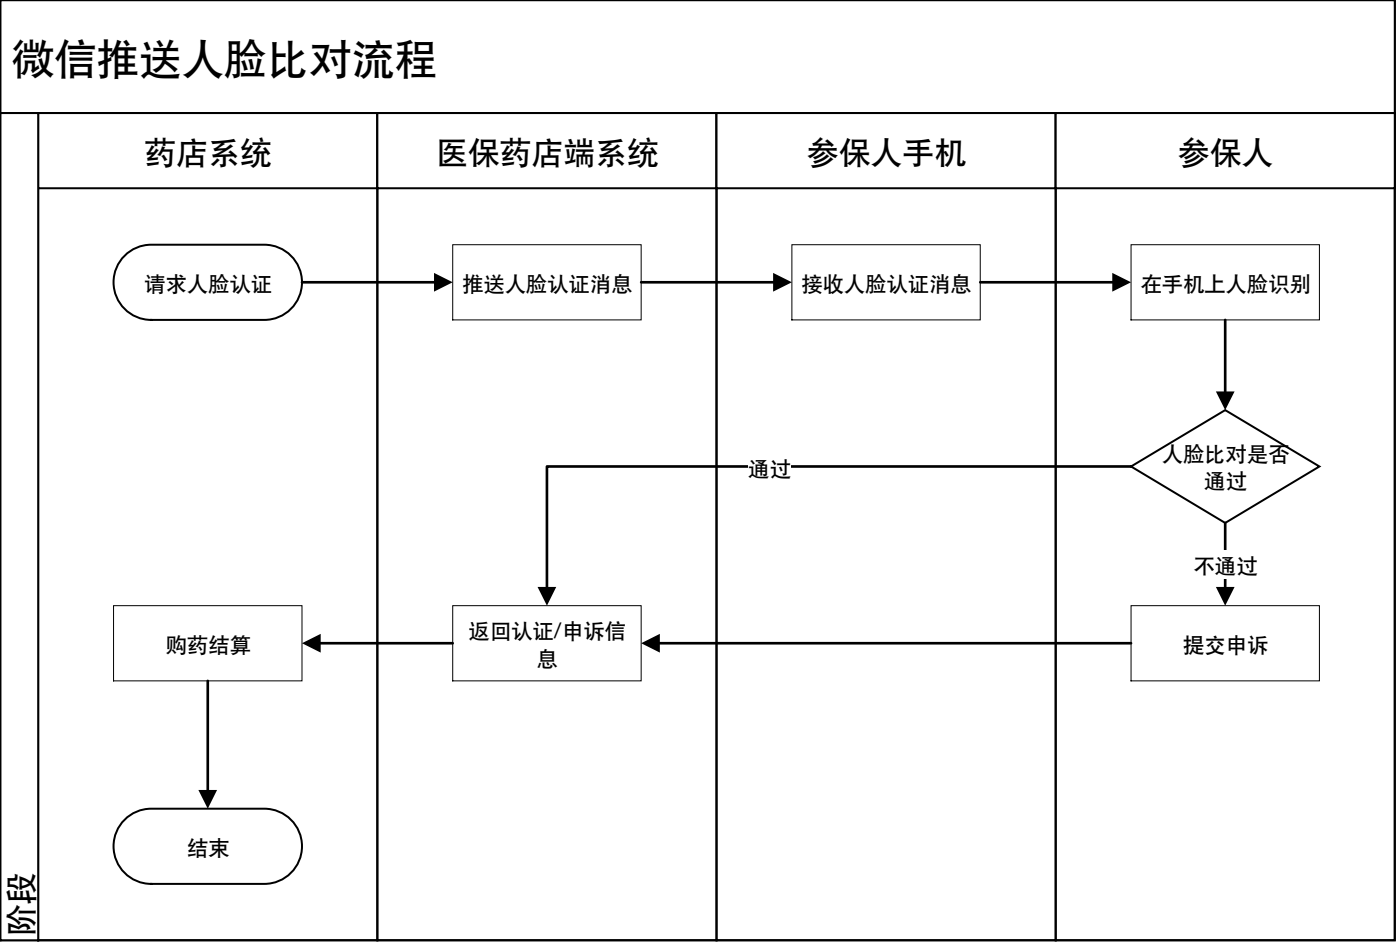 微信推送人脸比对流程
药店系统
医保药店端系统
参保人手机
参保人
请求人脸认证
推送人脸认证消息
接收人脸认证消息
在手机上人脸识别
人脸比对是否
通过
通过
不通过
购药结算
返回认证/申诉信
息
提交申诉
结束
阶段